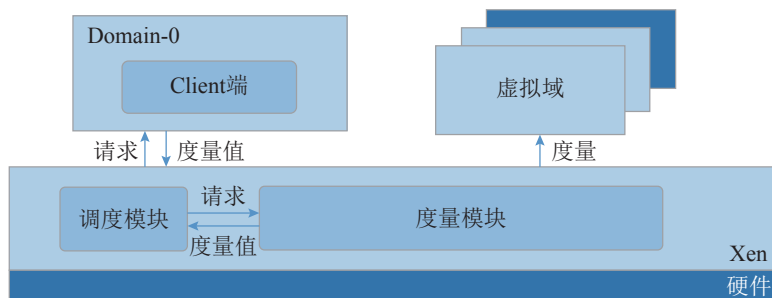 Domain-0
Client端
虚拟域
请求
度量值
度量
调度模块
请求
度量值
度量模块
Xen
硬件